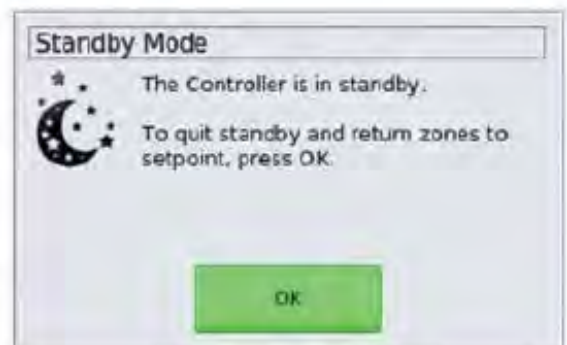 Standby Mode
The Controller is in standby.
To quit standby and return zones to
setpoint, press OK.
OK